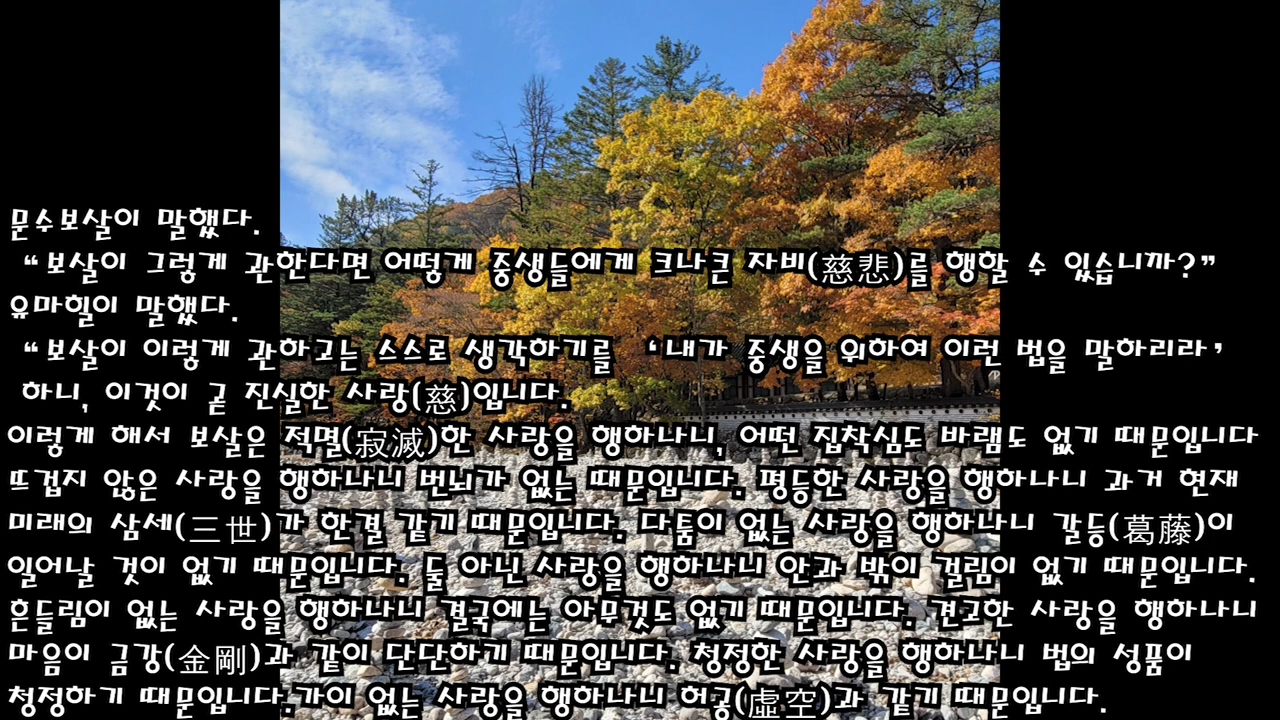 문수보살이 말했다.
“보살이 그렇게 관한다면 어떻게 중생들에게 크나큰 자비(慈悲)를 행할 수 있습니까?”
유마힐이 말했다.
“보살이 이렇게 관하고는 스스로 생각하기를 ‘내가 중생을 위하여 이런 법을 말하리라’
하니, 이것이 곧 진실한 사랑(慈)입니다.
이렇게 해서 보살은 적멸(寂滅)한 사랑을 행하나니, 어떤 집착심도 바램도 없기 때문입니다
뜨겁지 않은 사랑을 행하나니 번뇌가 없는 때문입니다. 평등한 사랑을 행하나니 과거 현재
미래의 삼세(三世)가 한결 같기 때문입니다. 다툼이 없는 사랑을 행하나니 갈등(葛藤)이
일어날 것이 없기 때문입니다. 둘 아닌 사랑을 행하나니 안과 밖이 걸림이 없기 때문입니다.
흔들림이 없는 사랑을 행하나니 결국에는 아무것도 없기 때문입니다. 견고한 사랑을 행하나니
마음이 금강(金剛)과 같이 단단하기 때문입니다. 청정한 사랑을 행하나니 법의 성품이
청정하기 때문입니다.가이 없는 사랑을 행하나니 허공(虛空)과 같기 때문입니다.